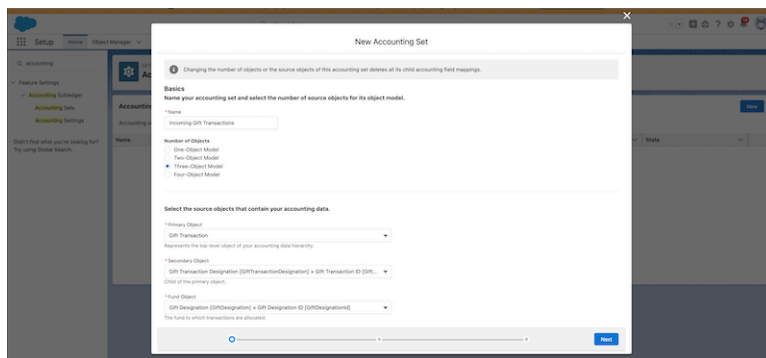 Setup
Home
Object Manager
accounting
Feature Settings
Accounting Subledger
Accounting Sets
Accounting Settings
Didn't find what you're looking for?
Try using Global Search.
New
Name
State
New Accounting Set
Changing the number of objects or the source objects of this accounting set deletes all its child accounting field mappings.
Basics
Name your accounting set and select the number of source objects for its object model.
*Name
Incoming Gift Transactions
Number of Objects
One-Object Model
Two-Object Model
Three-Object Model
Four-Object Model
Select the source objects that contain your accounting data.
*Primary Object
Gift Transaction
Represents the top-level object of your accounting data hierarchy.
*Secondary Object
Gift Transaction Designation [GiftTransactionDesignation] > Gift Transaction ID [Gift...
Child of the primary object.
*Fund Object
Gift Designation [GiftDesignation] > Gift Designation ID [GiftDesignationId]
The fund to which transactions are allocated.
Next